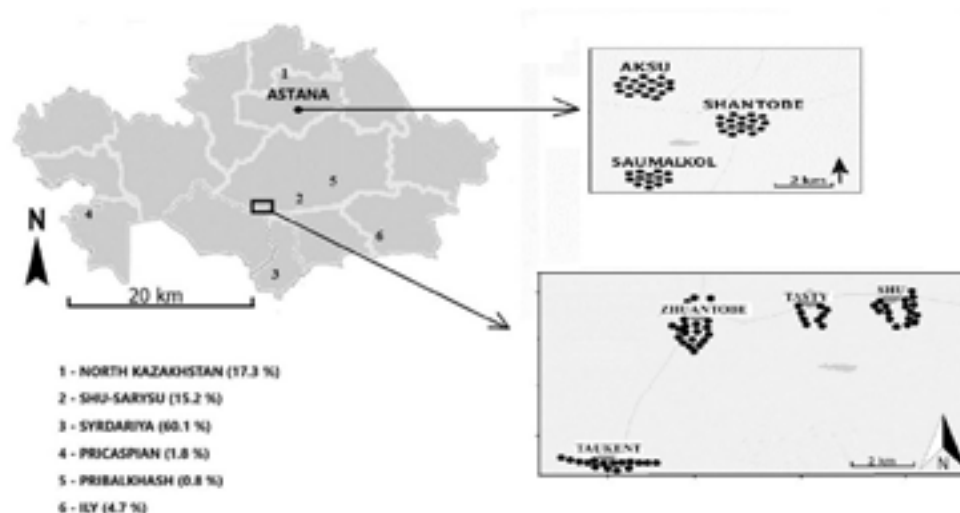 1
ASTANA
5
2
4
6
3
N
20 km
AKSU
SHANTOBE
SAUMALKOL
2 km
ZHUANTOBE
TASTY
SHU
TAUKENT
2 km
N
1 - NORTH KAZAKHSTAN (17.3 %)
2 - SHU-SARYSU (15.2 %)
3 - SYRDARIYA (60.1 %)
4 - PRICASPIAN (1.8 %)
5 - PRIBALKHASH (0.8 %)
6 - ILY (4.7 %)